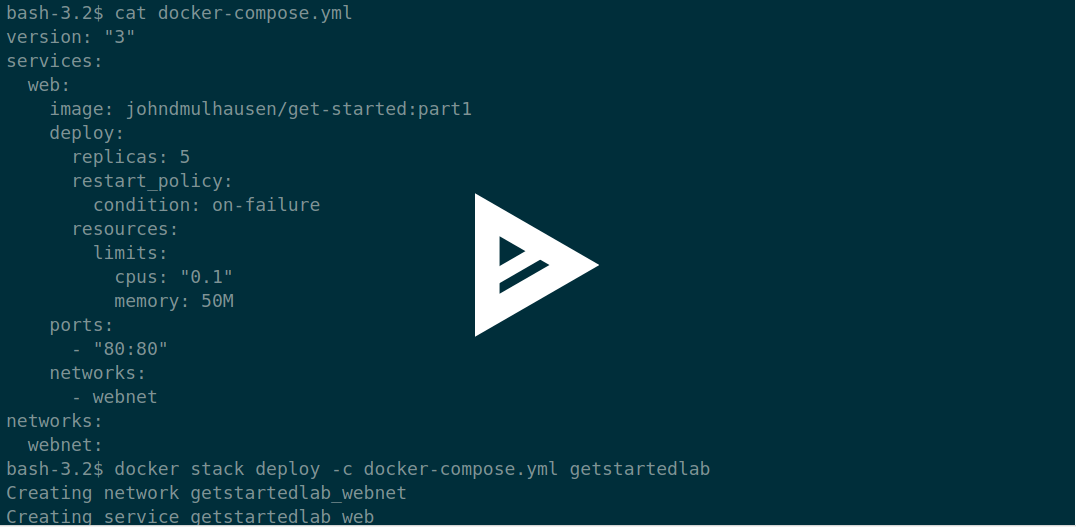 bash-3.2$ cat docker-compose.yml
version: "3"
services:
  web:
    image: johndmulhausen/get-started:part1
    deploy:
      replicas: 5
      restart_policy:
        condition: on-failure
      resources:
        limits:
          cpus: "0.1"
          memory: 50M
    ports:
      - "80:80"
    networks:
      - webnet
networks:
  webnet:
bash-3.2$ docker stack deploy -c docker-compose.yml getstartedlab
Creating network getstartedlab_webnet
Creating service getstartedlab_web